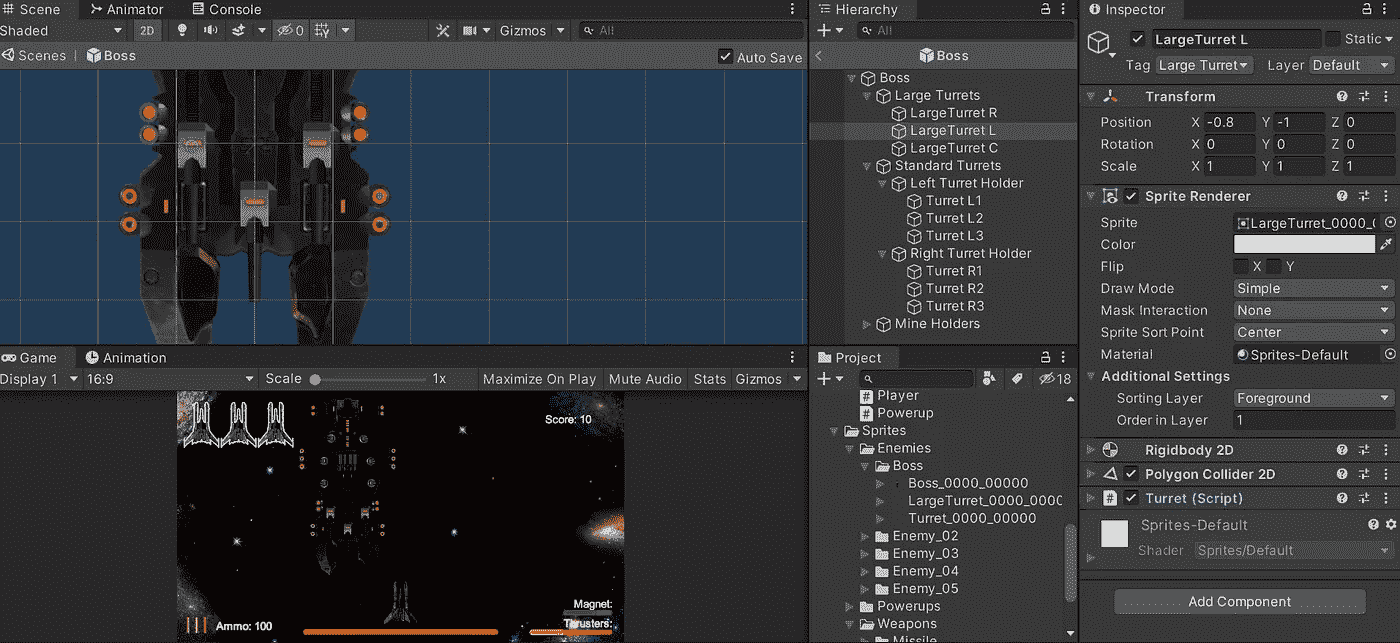 Scene Animator Console
Shaded 2D 0 Gizmos All
Scenes Boss Auto Save
Game Animation
Display 1 16:9 Scale 1x Maximize On Play Mute Audio Stats Gizmos
Score: 10
Magnet:
Ammo: 100 Thrusters:
Hierarchy
All
Boss
Boss
Large Turrets
LargeTurret R
LargeTurret L
LargeTurret C
Standard Turrets
Left Turret Holder
Turret L1
Turret L2
Turret L3
Right Turret Holder
Turret R1
Turret R2
Turret R3
Mine Holders
Project
18
Player
Powerup
Sprites
Enemies
Boss
Boss_0000_00000
LargeTurret_0000_0000
Turret_0000_00000
Enemy_02
Enemy_03
Enemy_04
Enemy_05
Powerups
Weapons
Missile
Inspector
LargeTurret L Static
Tag Large Turret Layer Default
Transform
Position X -0.8 Y -1 Z 0
Rotation X 0 Y 0 Z 0
Scale X 1 Y 1 Z 1
Sprite Renderer
Sprite LargeTurret_0000_(
Color
Flip X Y
Draw Mode Simple
Mask Interaction None
Sprite Sort Point Center
Material Sprites-Default
Additional Settings
Sorting Layer Foreground
Order in Layer 1
Rigidbody 2D
Polygon Collider 2D
Turret (Script)
Sprites-Default
Shader Sprites/Default
Add Component